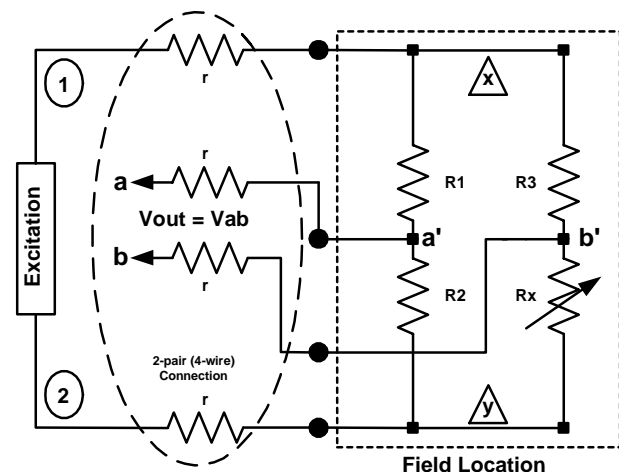 1
r
x
r
R1
R3
a
Vout = Vab
a'
b'
b
Excitation
r
R2
Rx
2-pair (4-wire)
Connection
2
r
y
Field Location